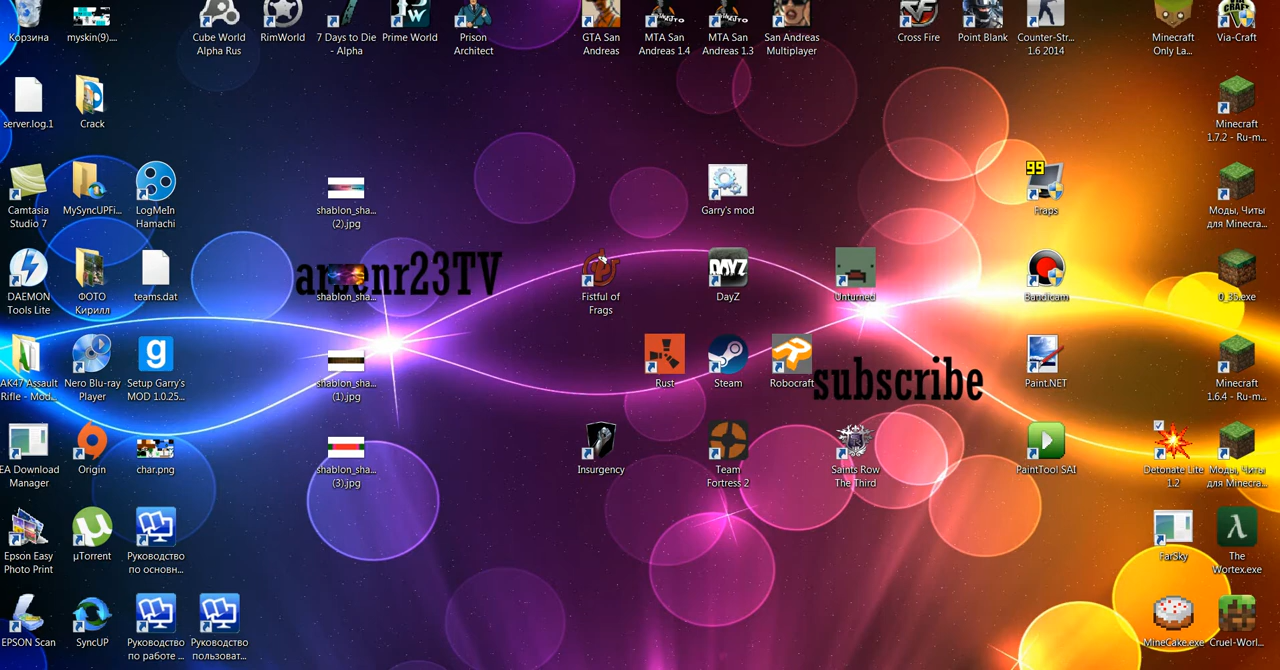 Корзина
myskin(9)....
Cube World
Alpha Rus
RimWorld
7 Days to Die
- Alpha
Prime World
Prison
Architect
GTA San
Andreas
MTA San
Andreas 1.4
MTA San
Andreas 1.3
San Andreas
Multiplayer
Cross Fire
Point Blank
Counter-Str...
1.6 2014
Minecraft
Only La...
Via-Craft
server.log.1
Crack
Minecraft
1.7.2 - Ru-m...
Camtasia
Studio 7
MySyncUPFi...
LogMeIn
Hamachi
shablon_sha...
(2).jpg
Garry's mod
99
Fraps
Моды, Читы
для Minecra...
DAEMON
Tools Lite
ФОТО
Кирилл
teams.dat
shablon_sha...
Fistful of
Frags
DAYZ
DayZ
Unturned
Bandicam
0_35.exe
AK47 Assault
Rifle - Mod...
Nero Blu-ray
Player
g
Setup Garry's
MOD 1.0.25...
shablon_sha...
(1).jpg
Rust
Steam
Robocraft
subscribe
Paint.NET
Minecraft
1.6.4 - Ru-m...
EA Download
Manager
Origin
char.png
shablon_sha...
(3).jpg
Insurgency
Team
Fortress 2
Saints Row
The Third
PaintTool SAI
Detonate Lite
1.2
Моды, Читы
для Minecra...
Epson Easy
Photo Print
µTorrent
Руководство
по основн...
FarSky
λ
The
Wortex.exe
EPSON Scan
SyncUP
Руководство
по работе ...
Руководство
пользоват...
MineCake.exe
Cruel-Worl...